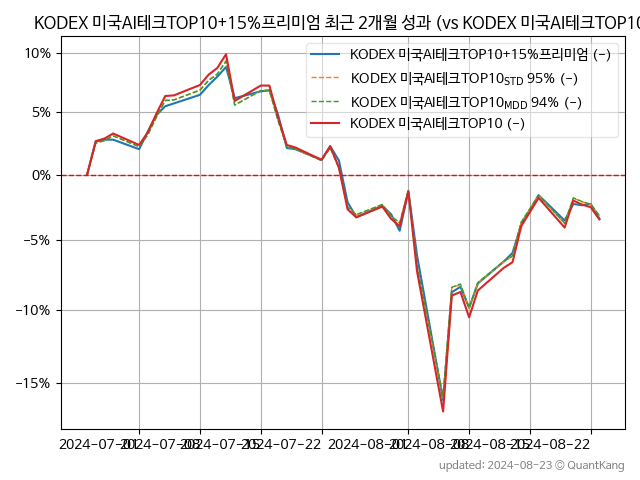 KODEX 미국AI테크TOP10+15%프리미엄 최근 2개월 성과 (vs KODEX 미국AI테크TOP10
KODEX 미국AI테크TOP10+15%프리미엄 (−)
KODEX 미국AI테크TOP10STD 95% (−)
KODEX 미국AI테크TOP10MDD 94% (−)
KODEX 미국AI테크TOP10 (−)
10%
5%
0%
−5%
−10%
−15%
2024-07-01 2024-07-08 2024-07-15 2024-07-22 2024-08-01 2024-08-08 2024-08-15 2024-08-22
updated: 2024-08-23 © QuantKang